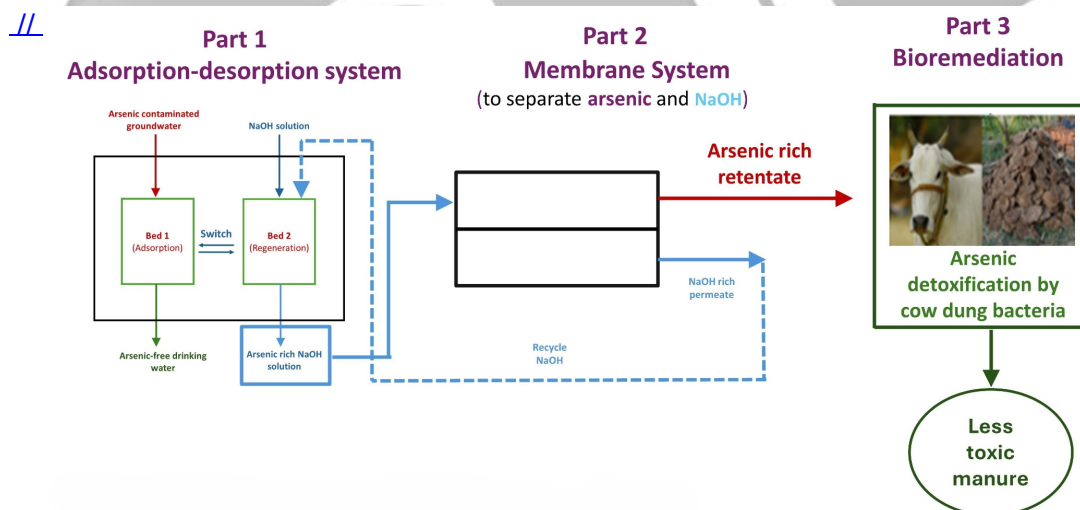 //
Part 1
Adsorption-desorption system
Arsenic contaminated
groundwater
NaOH solution
Bed 1
(Adsorption)
Switch
Bed 2
(Regeneration)
Arsenic-free drinking
water
Arsenic rich NaOH
solution
Part 2
Membrane System
(to separate arsenic and NaOH)
Arsenic rich
retentate
NaOH rich
permeate
Recycle
NaOH
Part 3
Bioremediation
Arsenic
detoxification by
cow dung bacteria
Less
toxic
manure